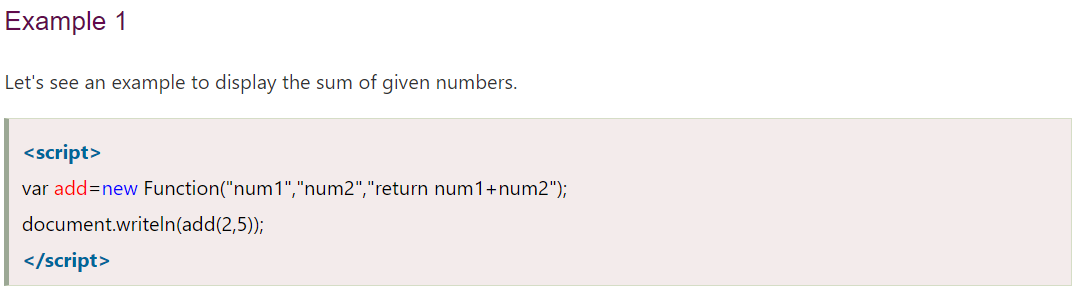 Example 1
Let's see an example to display the sum of given numbers.
<script>
var add=new Function("num1","num2","return num1+num2");
document.writeln(add(2,5));
</script>